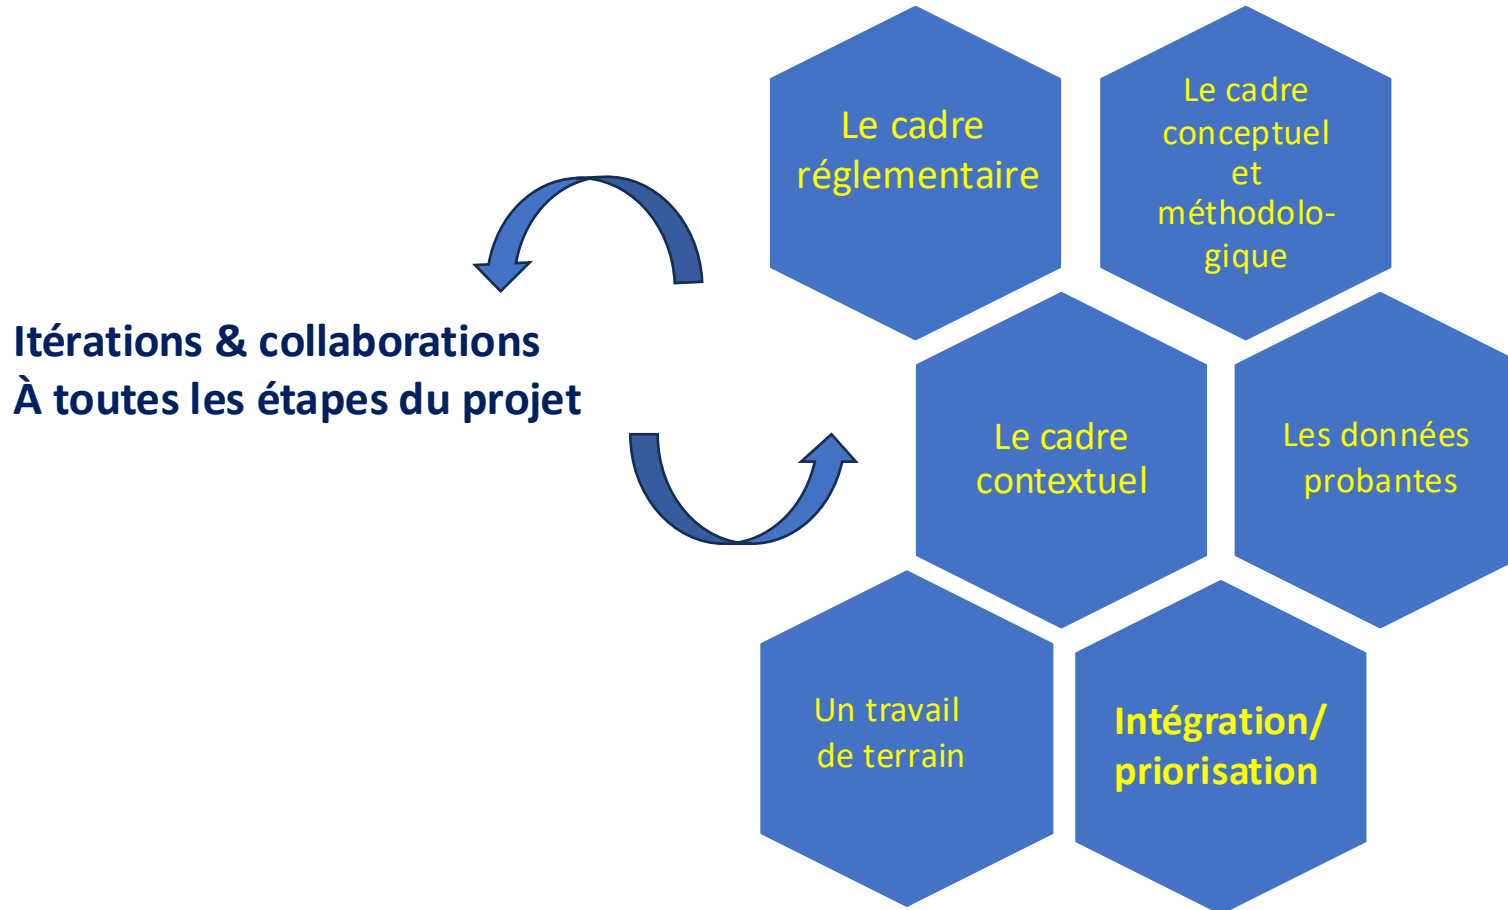 Le cadre
réglementaire
Le cadre
conceptuel
et
méthodolo-
gique
Itérations & collaborations
À toutes les étapes du projet
Le cadre
contextuel
Les données
probantes
Un travail
de terrain
Intégration/
priorisation